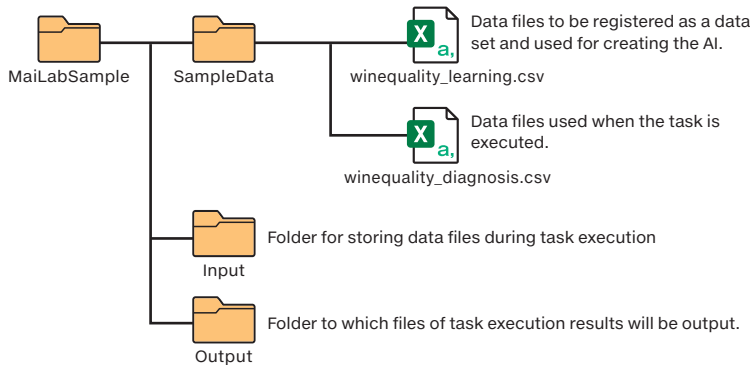 Data files to be registered as a data
set and used for creating the AI.
X
a,
MaiLabSample
SampleData
winequality_learning.csv
Data files used when the task is
executed.
X
a,
winequality_diagnosis.csv
Folder for storing data files during task execution
Input
Folder to which files of task execution results will be output.
Output